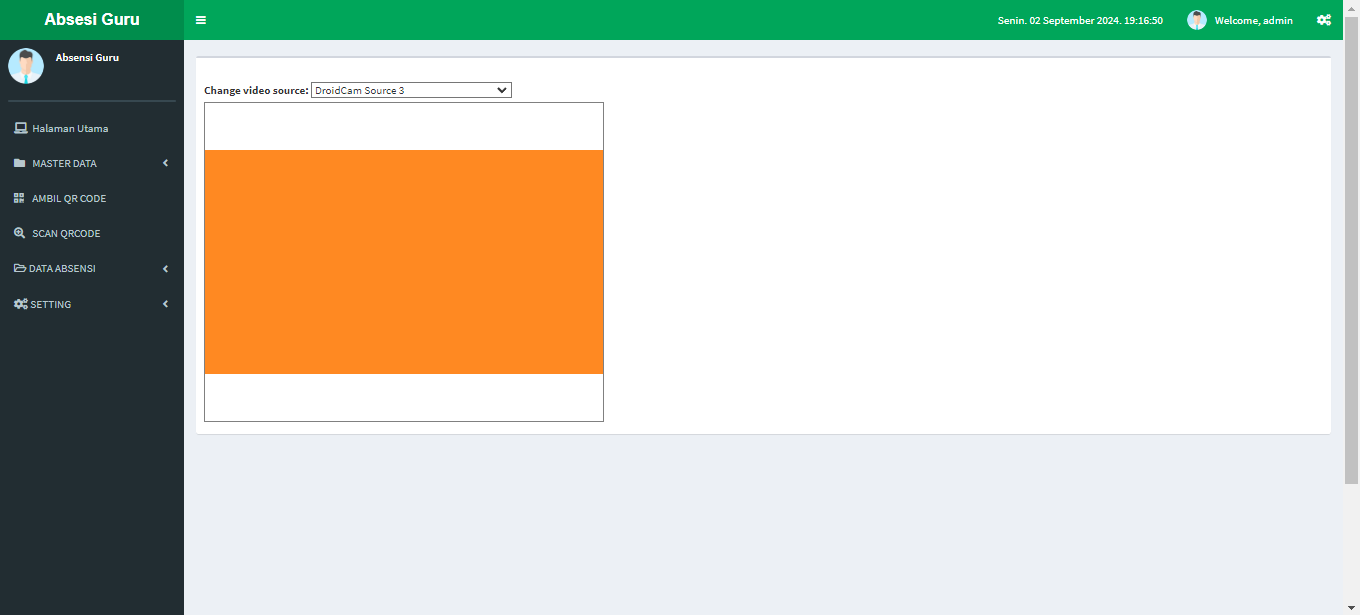 Absesi Guru
Senin. 02 September 2024. 19:16:50
Welcome, admin
Absensi Guru
Halaman Utama
MASTER DATA
AMBIL QR CODE
SCAN QRCODE
DATA ABSENSI
SETTING
Change video source: DroidCam Source 3